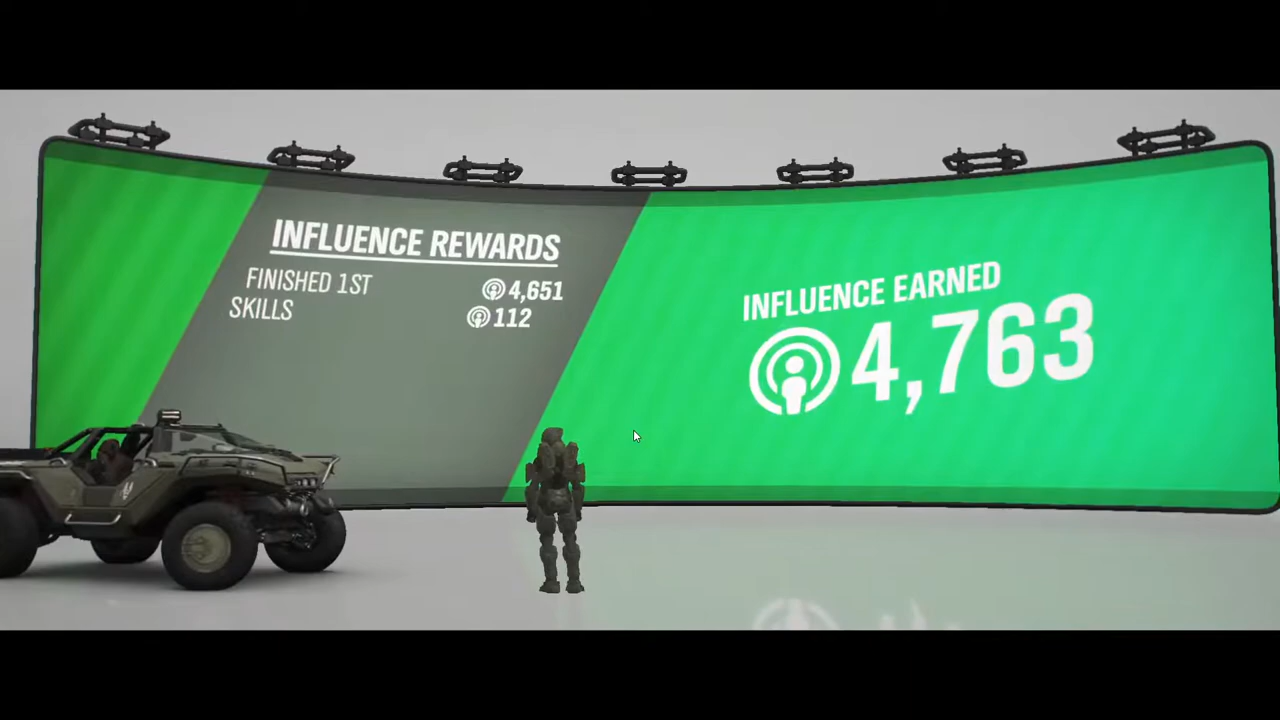 INFLUENCE REWARDS
FINISHED 1ST 4,651
SKILLS 112
INFLUENCE EARNED
4,763